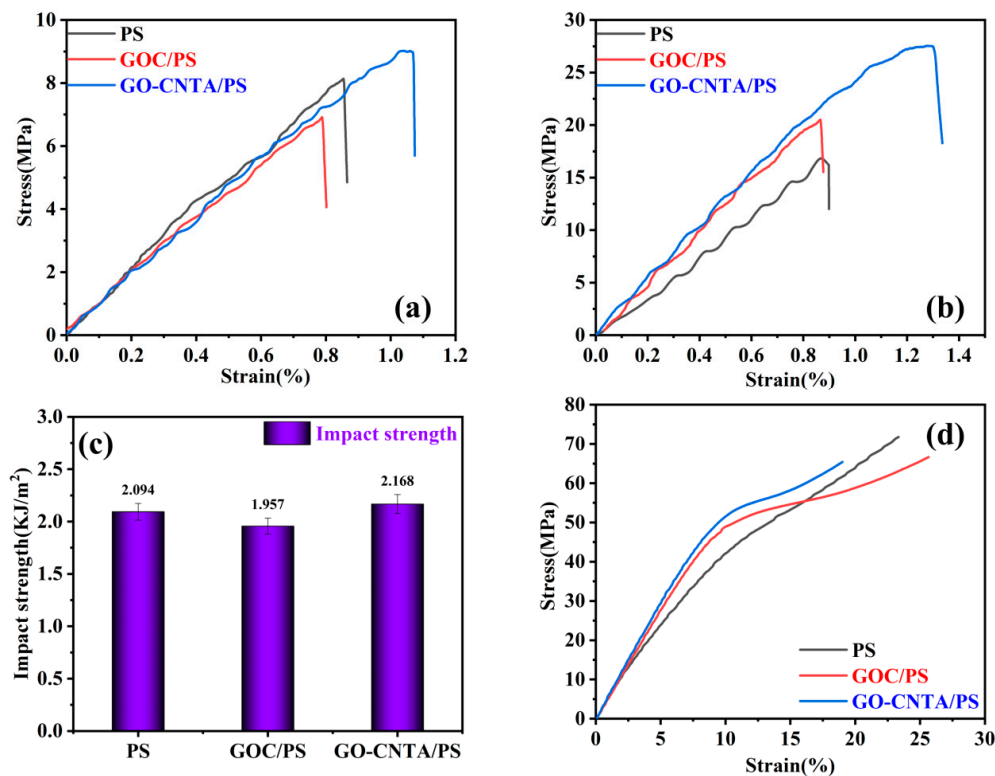 PS
GOC/PS
GO-CNTA/PS
(a)
Stress(MPa)
10
8
6
4
2
0
0.0 0.2 0.4 0.6 0.8 1.0 1.2
Strain(%)
PS
GOC/PS
GO-CNTA/PS
(b)
Stress(MPa)
30
25
20
15
10
5
0
0.0 0.2 0.4 0.6 0.8 1.0 1.2 1.4
Strain(%)
(c)
Impact strength
Impact strength(KJ/m²)
3.0
2.5
2.0
1.5
1.0
0.5
0.0
2.094
1.957
2.168
PS GOC/PS GO-CNTA/PS
(d)
Stress(MPa)
80
70
60
50
40
30
20
10
0
PS
GOC/PS
GO-CNTA/PS
0 5 10 15 20 25 30
Strain(%)